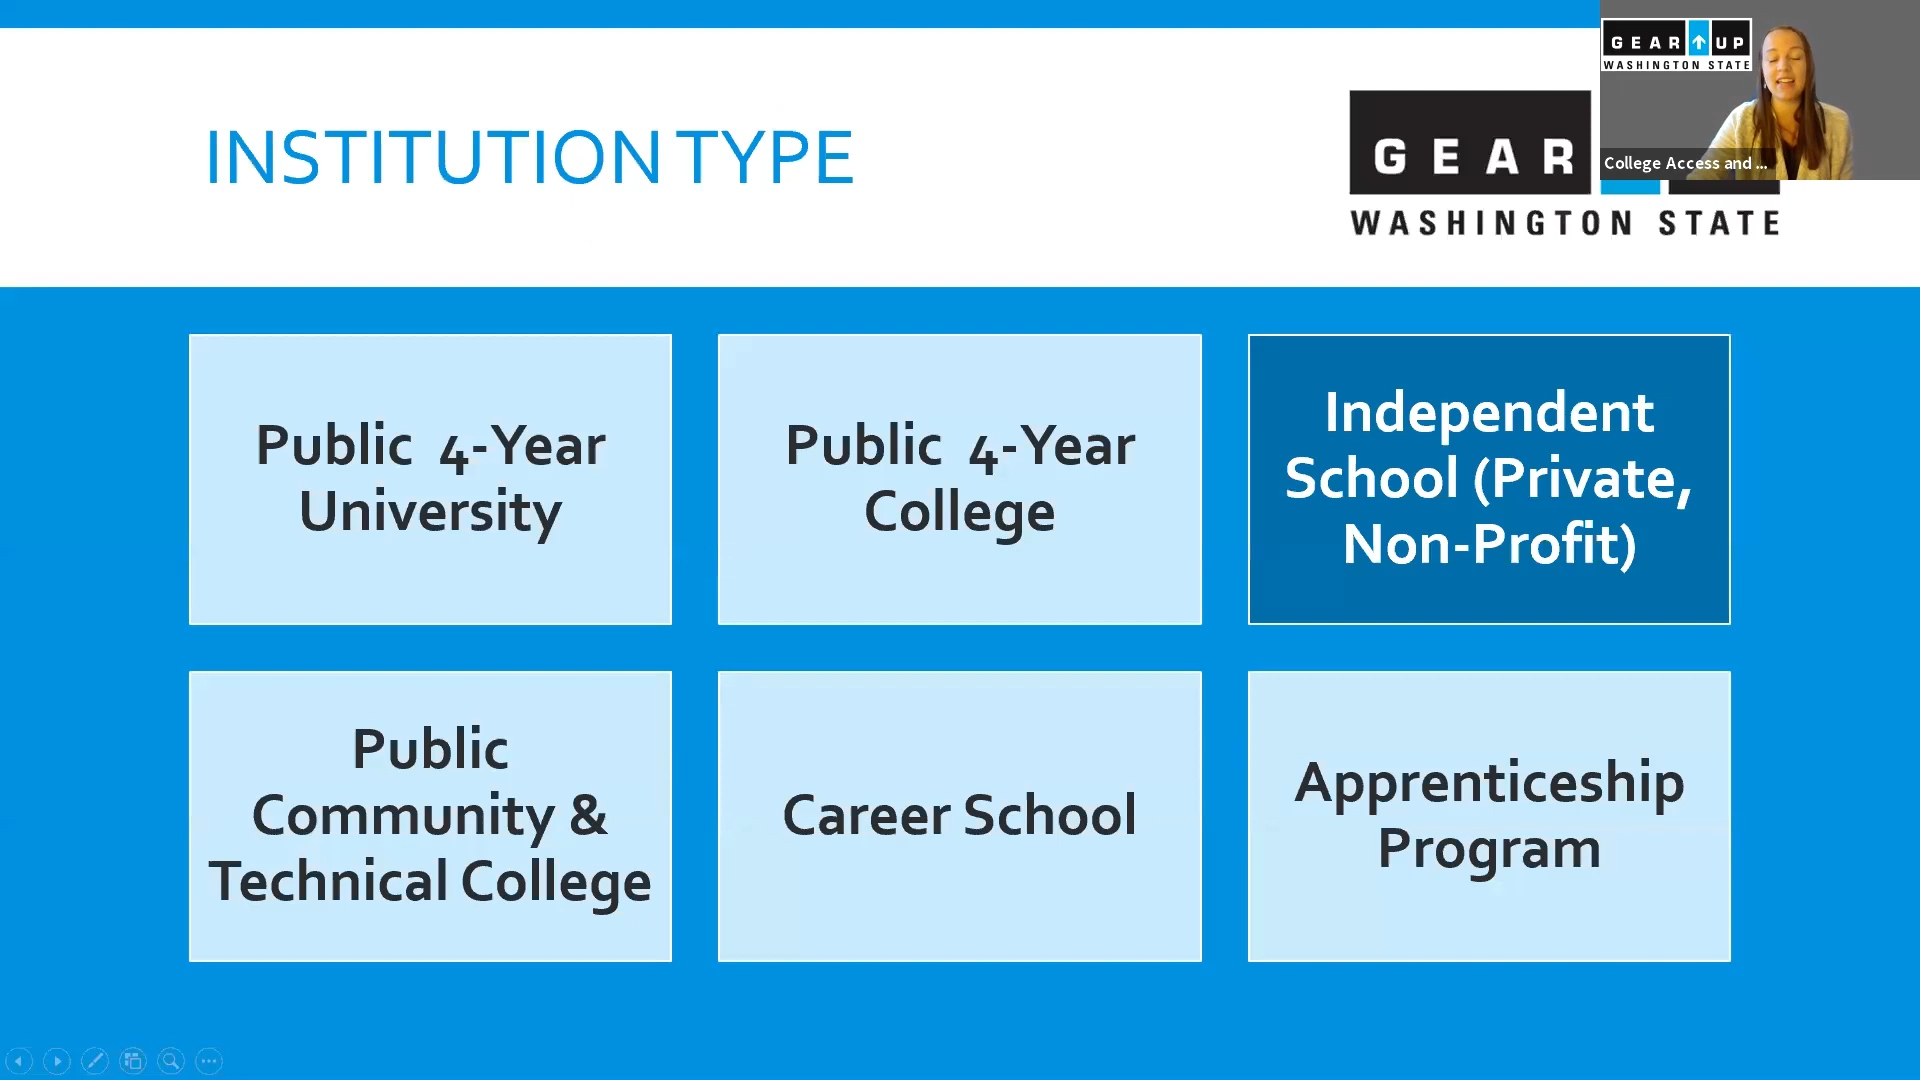 INSTITUTION TYPE
GEAR
WASHINGTON STATE
GEAR UP
WASHINGTON STATE
College Access and ...
Public 4-Year
University
Public 4-Year
College
Independent
School (Private,
Non-Profit)
Public
Community &
Technical College
Career School
Apprenticeship
Program